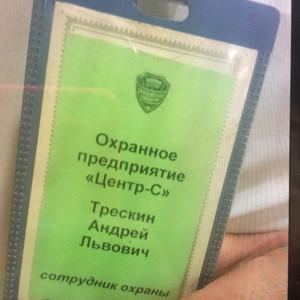 Охранное
предприятие
«Центр-С»
Трескин
Андрей
Львович
сотрудник охраны